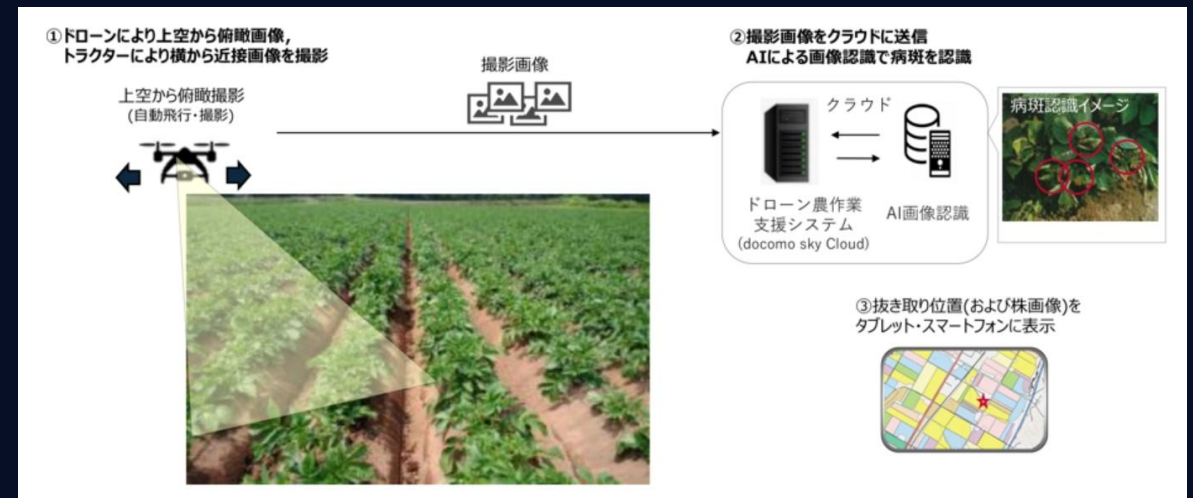 ①ドローンにより上空から俯瞰画像,
トラクターにより横から近接画像を撮影
上空から俯瞰撮影
(自動飛行・撮影)
撮影画像
②撮影画像をクラウドに送信
AIによる画像認識で病斑を認識
クラウド
ドローン農作業
支援システム
(docomo sky Cloud)
AI画像認識
病斑認識イメージ
③抜き取り位置(および株画像)を
タブレット・スマートフォンに表示